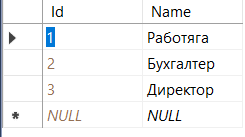 Id Name
1 Работяга
2 Бухгалтер
3 Директор
NULL NULL